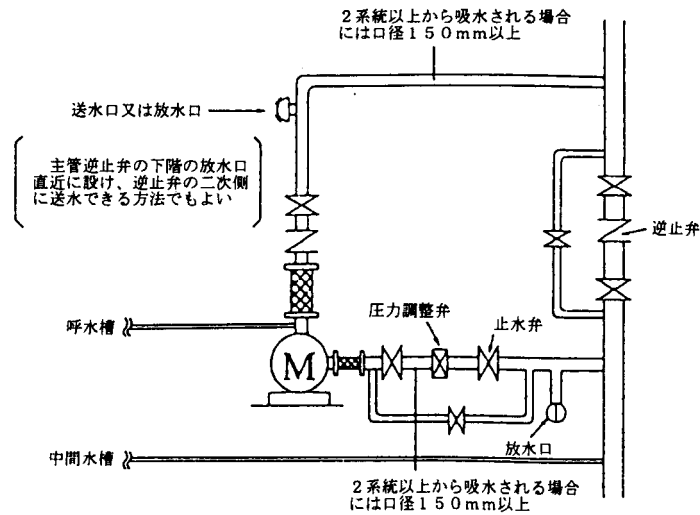 2系統以上から吸水される場合
には口径150mm以上
送水口又は放水口
主管逆止弁の下階の放水口
直近に設け、逆止弁の二次側
に送水できる方法でもよい
逆止弁
圧力調整弁
止水弁
呼水槽
M
放水口
中間水槽
2系統以上から吸水される場合
には口径150mm以上